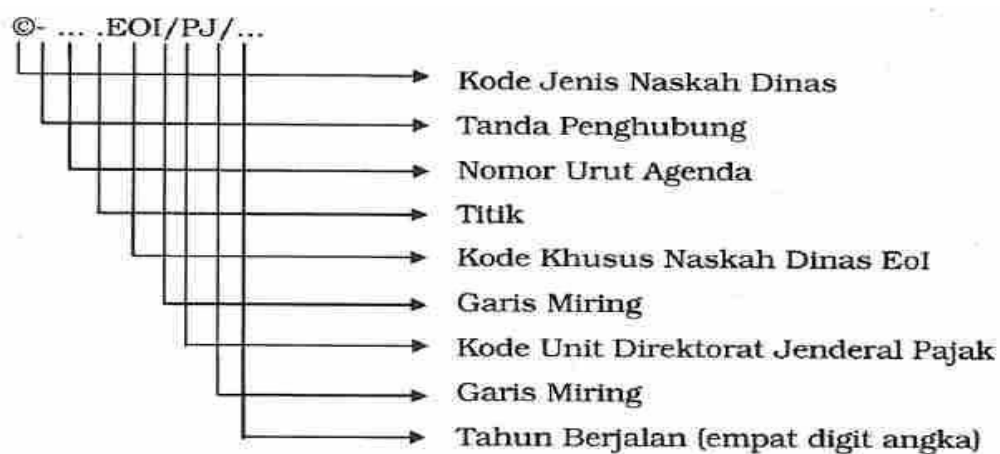 ©- ... .EOI/PJ/...
Kode Jenis Naskah Dinas
Tanda Penghubung
Nomor Urut Agenda
Titik
Kode Khusus Naskah Dinas EoI
Garis Miring
Kode Unit Direktorat Jenderal Pajak
Garis Miring
Tahun Berjalan (empat digit angka)